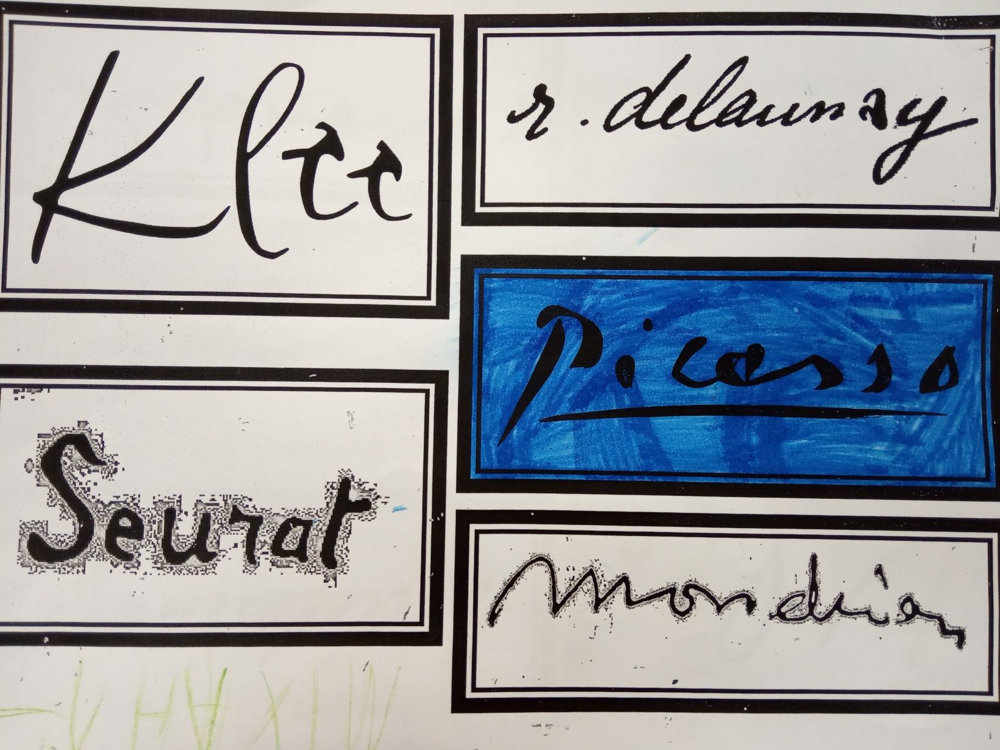 Klee
r. delaunay
Picasso
Seurat
mondrian